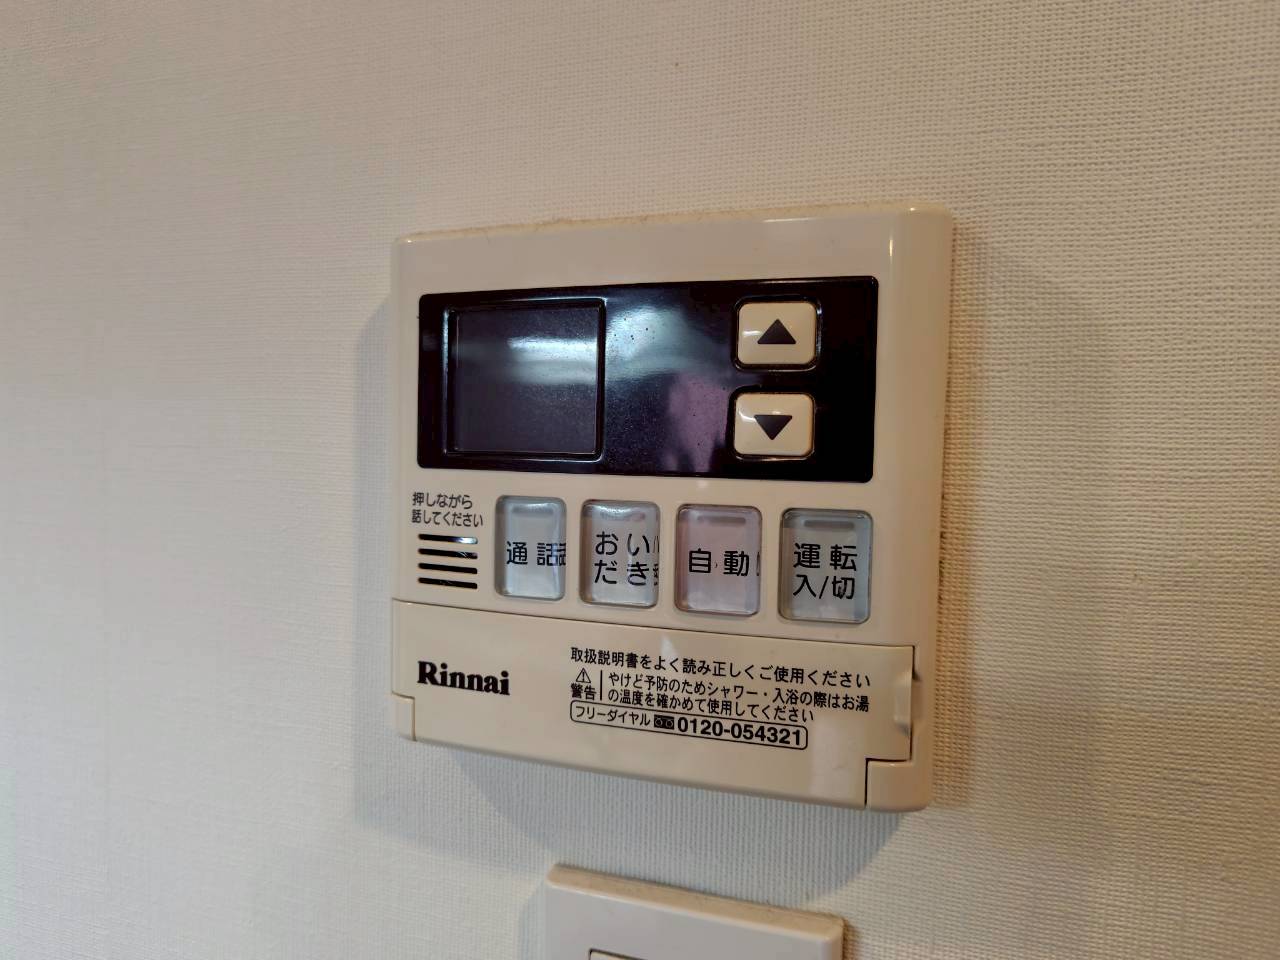 押しながら
話してください
通話
おい
だき
自動
運転
入/切
Rinnai
取扱説明書をよく読み正しくご使用ください
警告
やけど予防のためシャワー・入浴の際はお湯
の温度を確かめて使用してください
フリーダイヤル 0120-054321